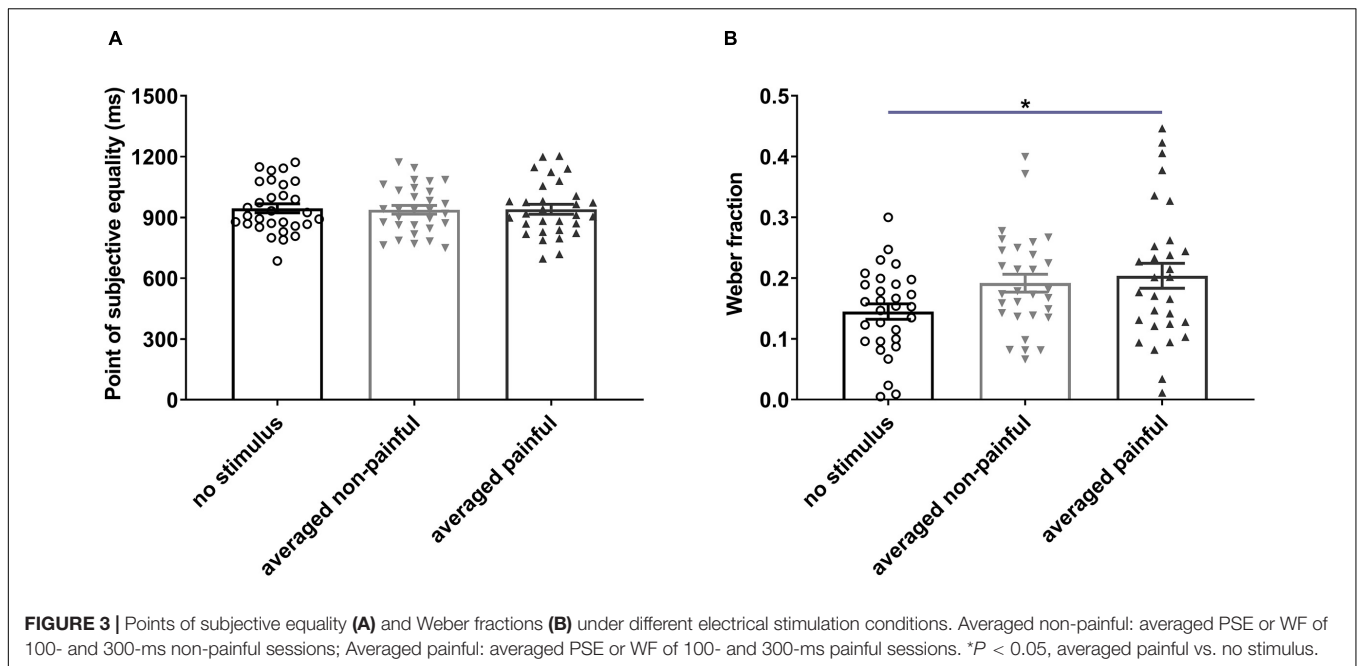 A
Point of subjective equality (ms)
1500
1200
900
600
300
0
no stimulus
averaged non-painful
averaged painful
B
*
Weber fraction
0.5
0.4
0.3
0.2
0.1
0.0
no stimulus
averaged non-painful
averaged painful
FIGURE 3 | Points of subjective equality (A) and Weber fractions (B) under different electrical stimulation conditions. Averaged non-painful: averaged PSE or WF of
100- and 300-ms non-painful sessions; Averaged painful: averaged PSE or WF of 100- and 300-ms painful sessions. *P < 0.05, averaged painful vs. no stimulus.